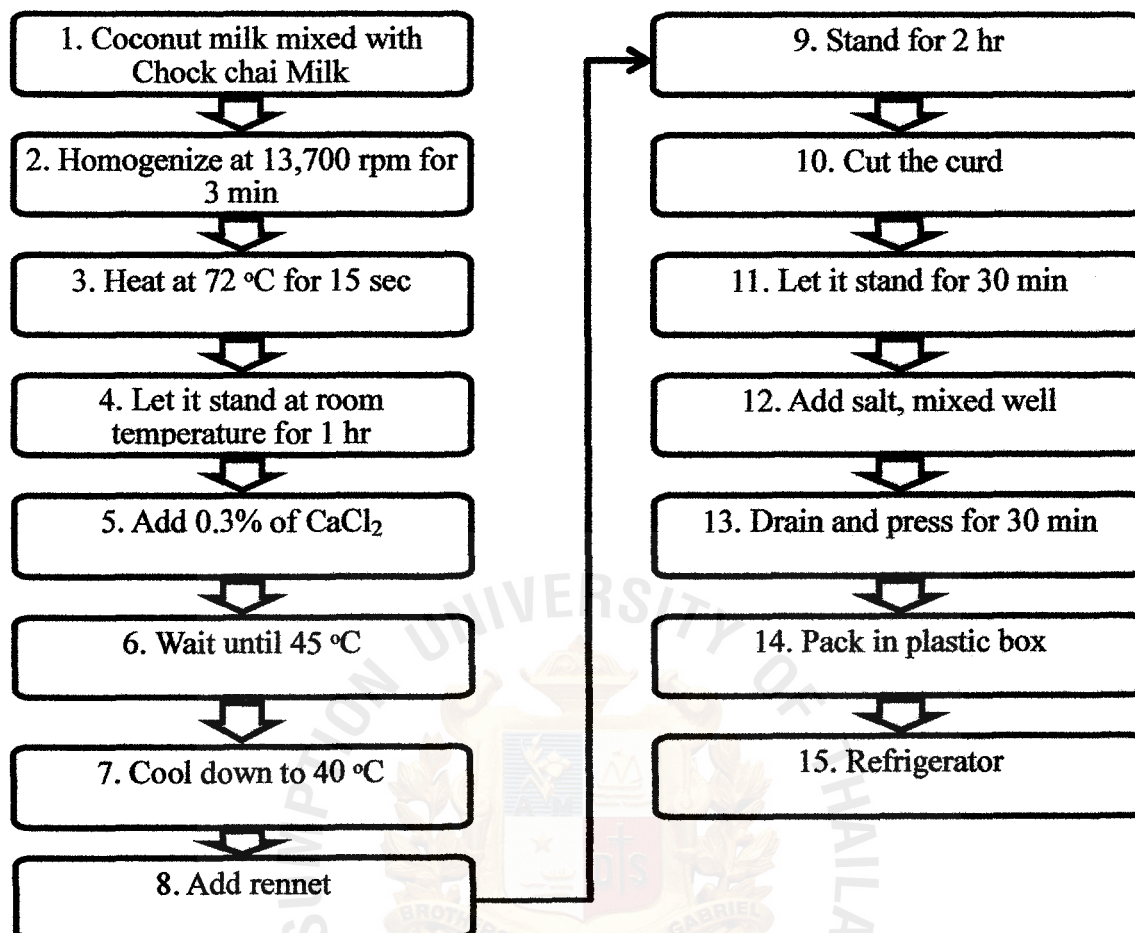 1. Coconut milk mixed with
Chock chai Milk
2. Homogenize at 13,700 rpm for
3 min
3. Heat at 72 °C for 15 sec
4. Let it stand at room
temperature for 1 hr
5. Add 0.3% of CaCl₂
6. Wait until 45 °C
7. Cool down to 40 °C
8. Add rennet
9. Stand for 2 hr
10. Cut the curd
11. Let it stand for 30 min
12. Add salt, mixed well
13. Drain and press for 30 min
14. Pack in plastic box
15. Refrigerator
UNIVERSITY OF